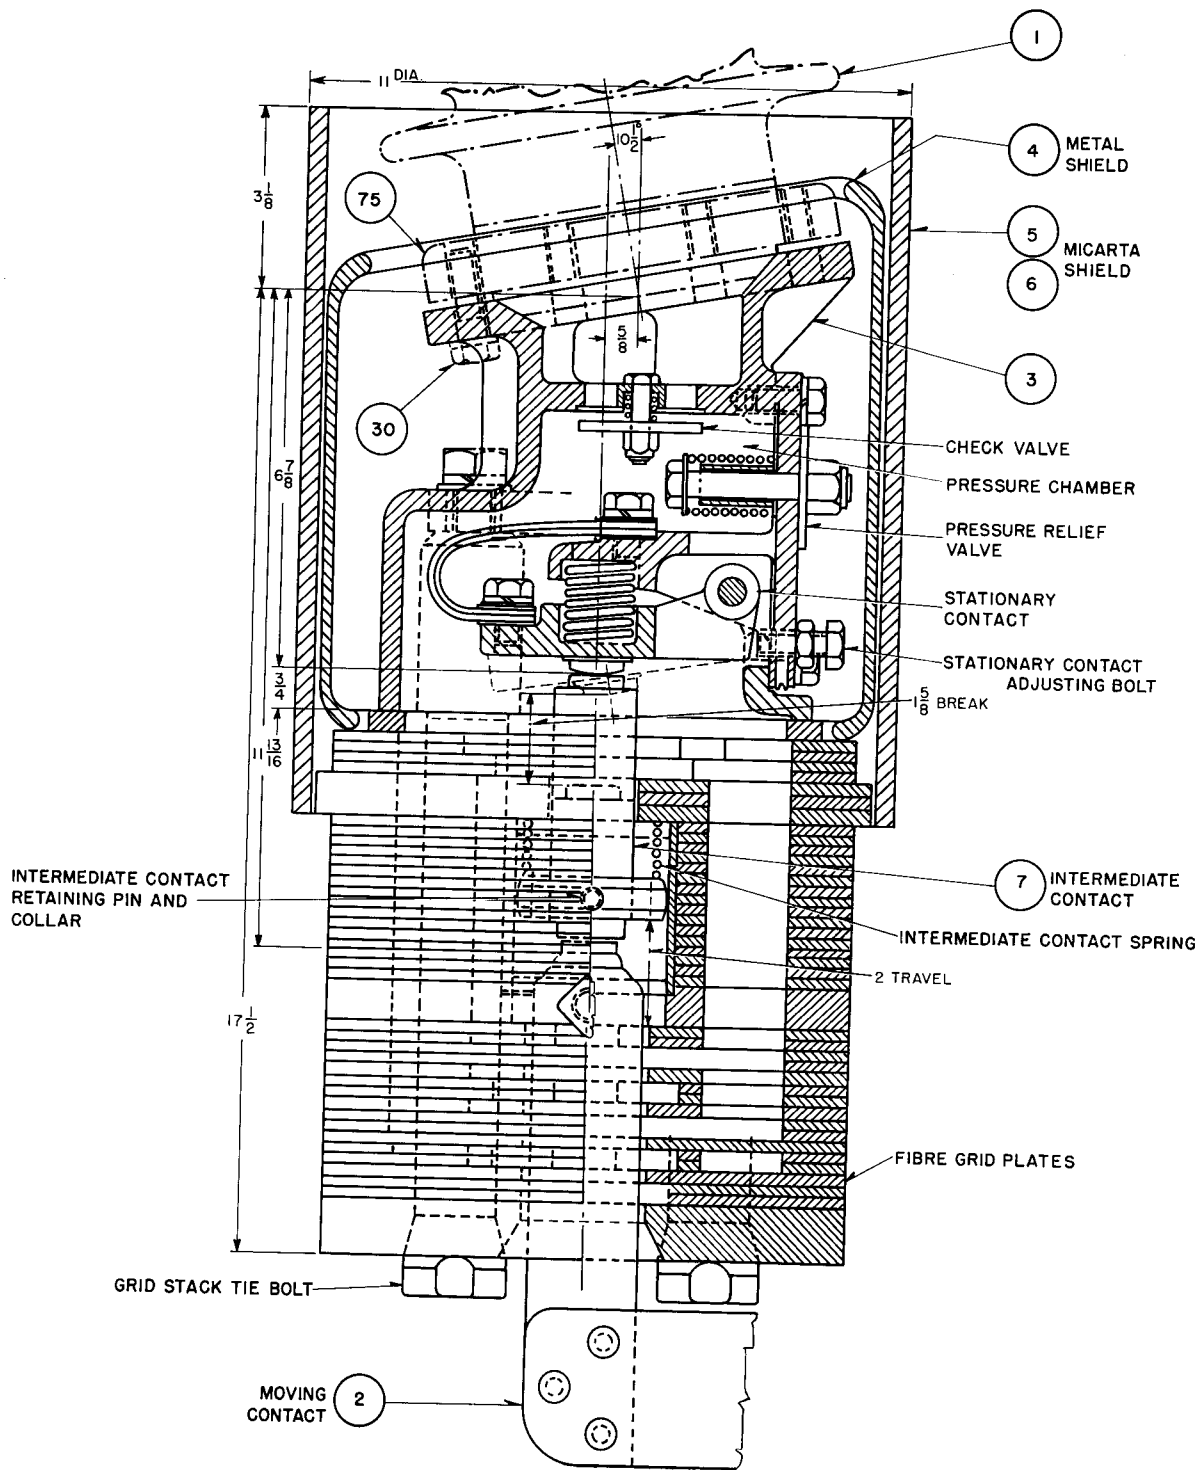 1
11 DIA.
10 1/2°
4 METAL
SHIELD
3 1/8
75
5 MICARTA
SHIELD
6
5/8
3
30
CHECK VALVE
6 7/8
PRESSURE CHAMBER
PRESSURE RELIEF
VALVE
STATIONARY
CONTACT
STATIONARY CONTACT
ADJUSTING BOLT
3/4
1 5/8 BREAK
11 13/16
INTERMEDIATE CONTACT
RETAINING PIN AND
COLLAR
7 INTERMEDIATE
CONTACT
INTERMEDIATE CONTACT SPRING
2 TRAVEL
17 1/2
FIBRE GRID PLATES
GRID STACK TIE BOLT
MOVING
CONTACT 2